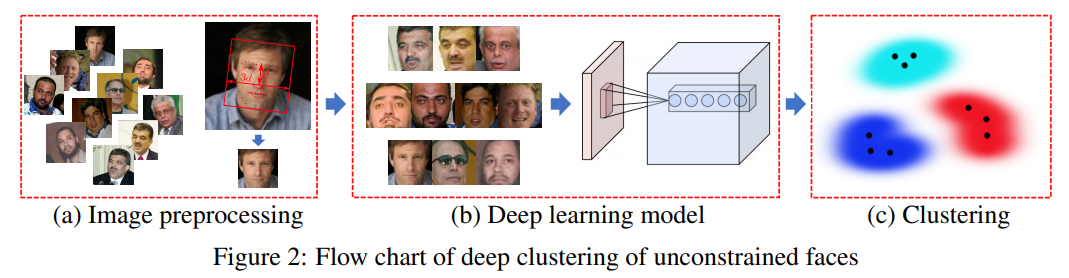 3d
(a) Image preprocessing
(b) Deep learning model
(c) Clustering
Figure 2: Flow chart of deep clustering of unconstrained faces